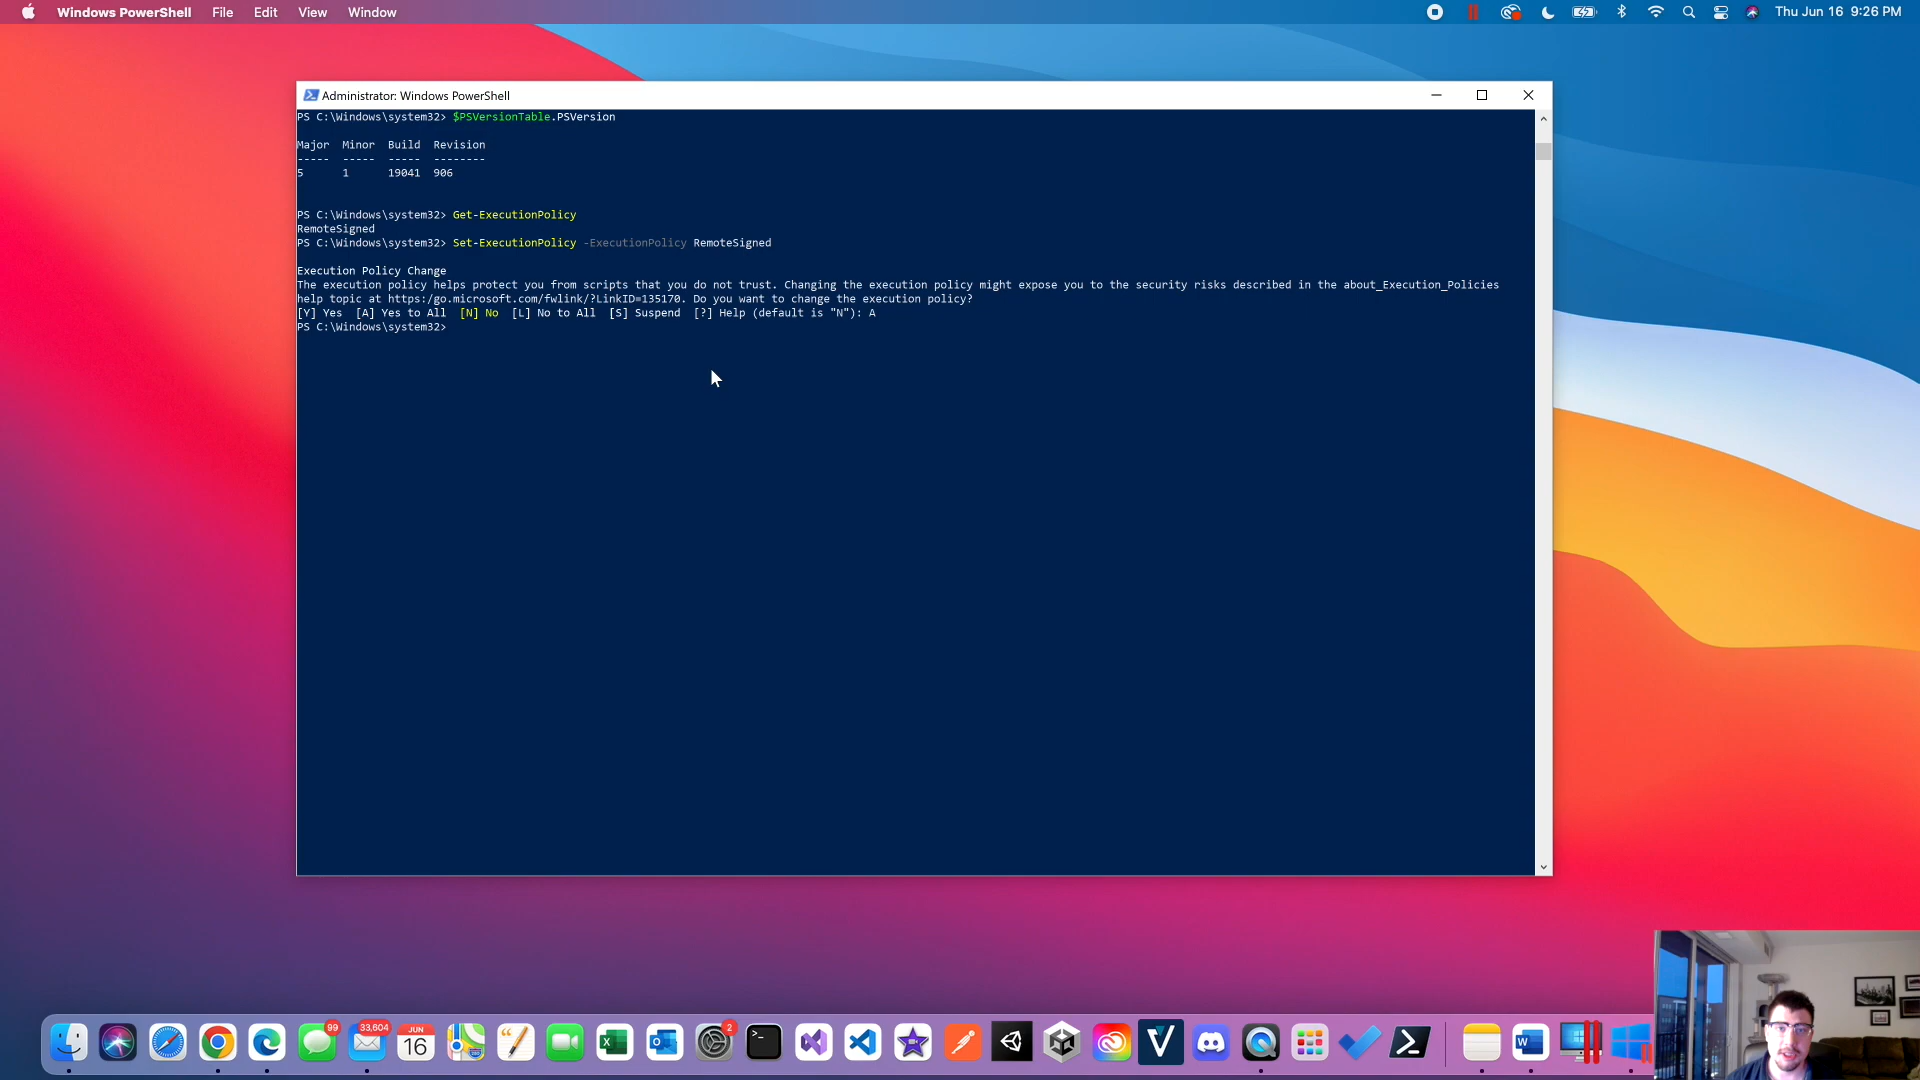 Windows PowerShell File Edit View Window
Thu Jun 16 9:26 PM
Administrator: Windows PowerShell
PS C:\Windows\system32> $PSVersionTable.PSVersion
Major Minor Build Revision
----- ----- ----- --------
5 1 19041 906
PS C:\Windows\system32> Get-ExecutionPolicy
RemoteSigned
PS C:\Windows\system32> Set-ExecutionPolicy -ExecutionPolicy RemoteSigned
Execution Policy Change
The execution policy helps protect you from scripts that you do not trust. Changing the execution policy might expose you to the security risks described in the about_Execution_Policies
help topic at https:/go.microsoft.com/fwlink/?LinkID=135170. Do you want to change the execution policy?
[Y] Yes [A] Yes to All [N] No [L] No to All [S] Suspend [?] Help (default is "N"): A
PS C:\Windows\system32>
99
33,604
JUN
16
2